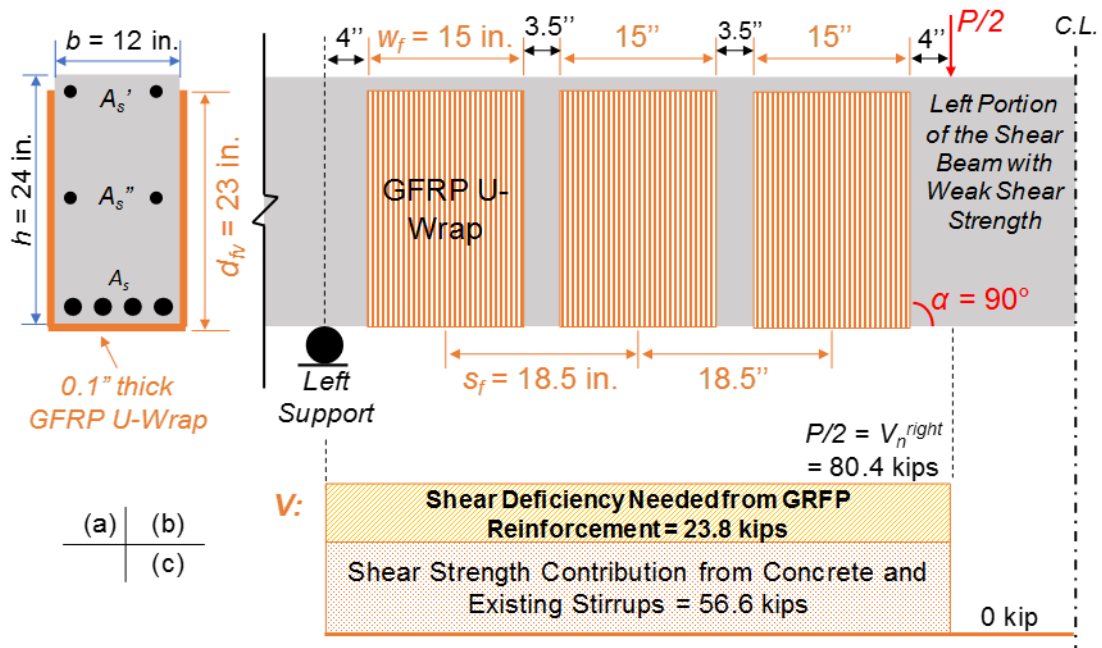 b = 12 in.
h = 24 in.
As'
As''
As
dfv = 23 in.
0.1" thick
GFRP U-Wrap
4''
wf = 15 in.
3.5''
15''
3.5''
15''
4''
P/2
C.L.
GFRP U-
Wrap
Left Portion
of the Shear
Beam with
Weak Shear
Strength
α = 90°
Left
Support
sf = 18.5 in.
18.5''
P/2 = Vnright
= 80.4 kips
V:
Shear Deficiency Needed from GRFP
Reinforcement = 23.8 kips
Shear Strength Contribution from Concrete and
Existing Stirrups = 56.6 kips
0 kip
(a) (b)
(c)